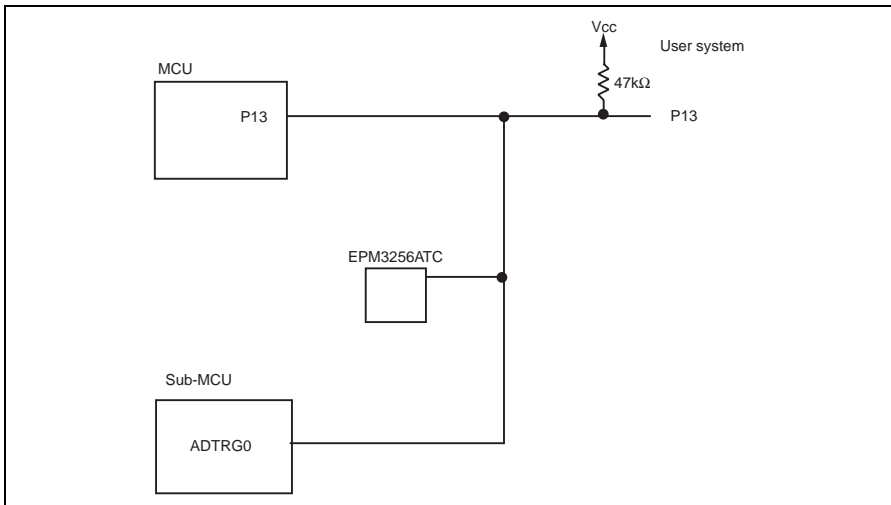 Vcc
User system
MCU
47kΩ
P13
P13
EPM3256ATC
Sub-MCU
ADTRG0